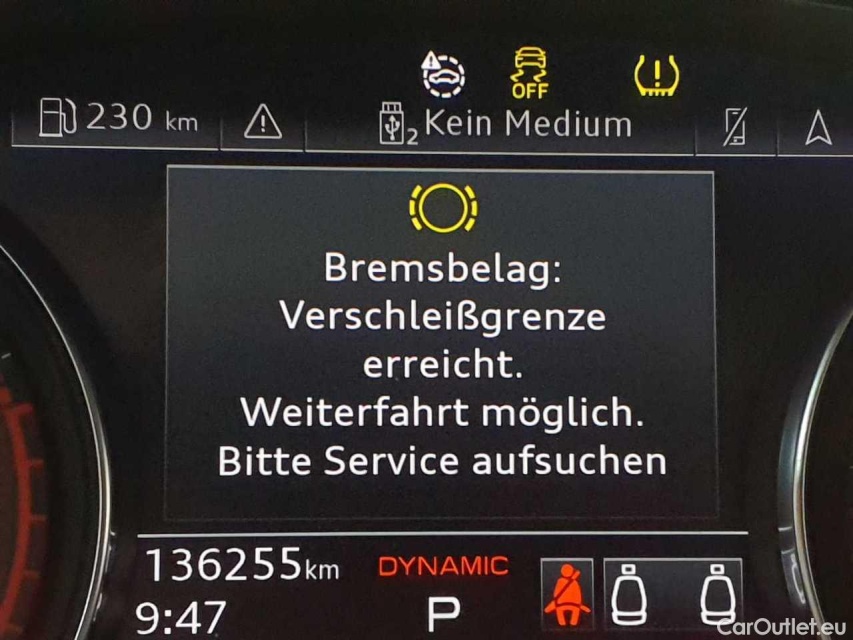 OFF
230 km
2 Kein Medium
Bremsbelag:
Verschleißgrenze
erreicht.
Weiterfahrt möglich.
Bitte Service aufsuchen
136255km
DYNAMIC
9:47
P
CarOutlet.eu